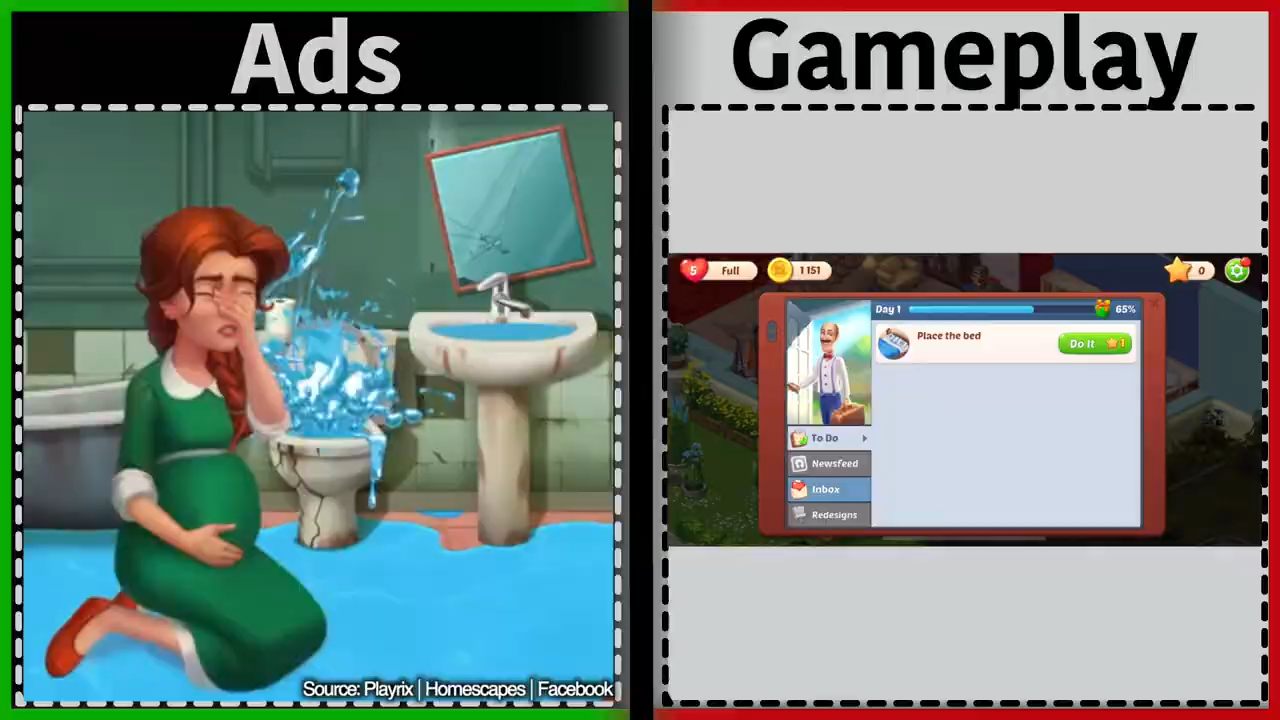 Ads
Gameplay
5 Full 1 151 0
Day 1 65%
Place the bed
Do It 1
To Do
Newsfeed
Inbox
Redesigns
Source: Playrix | Homescapes | Facebook